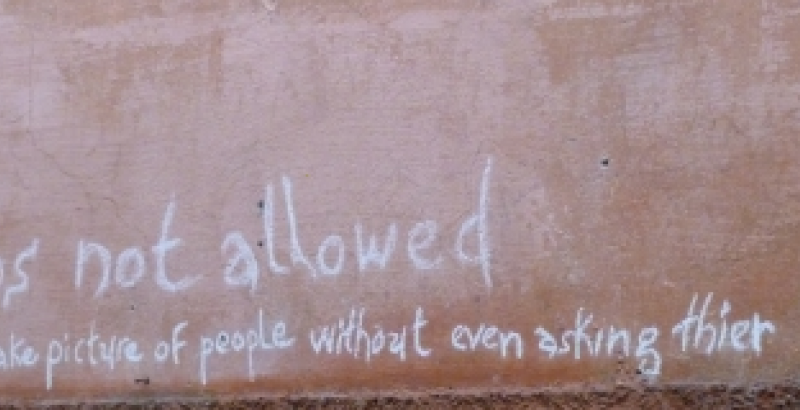 not allowed
picture of people without even asking thier